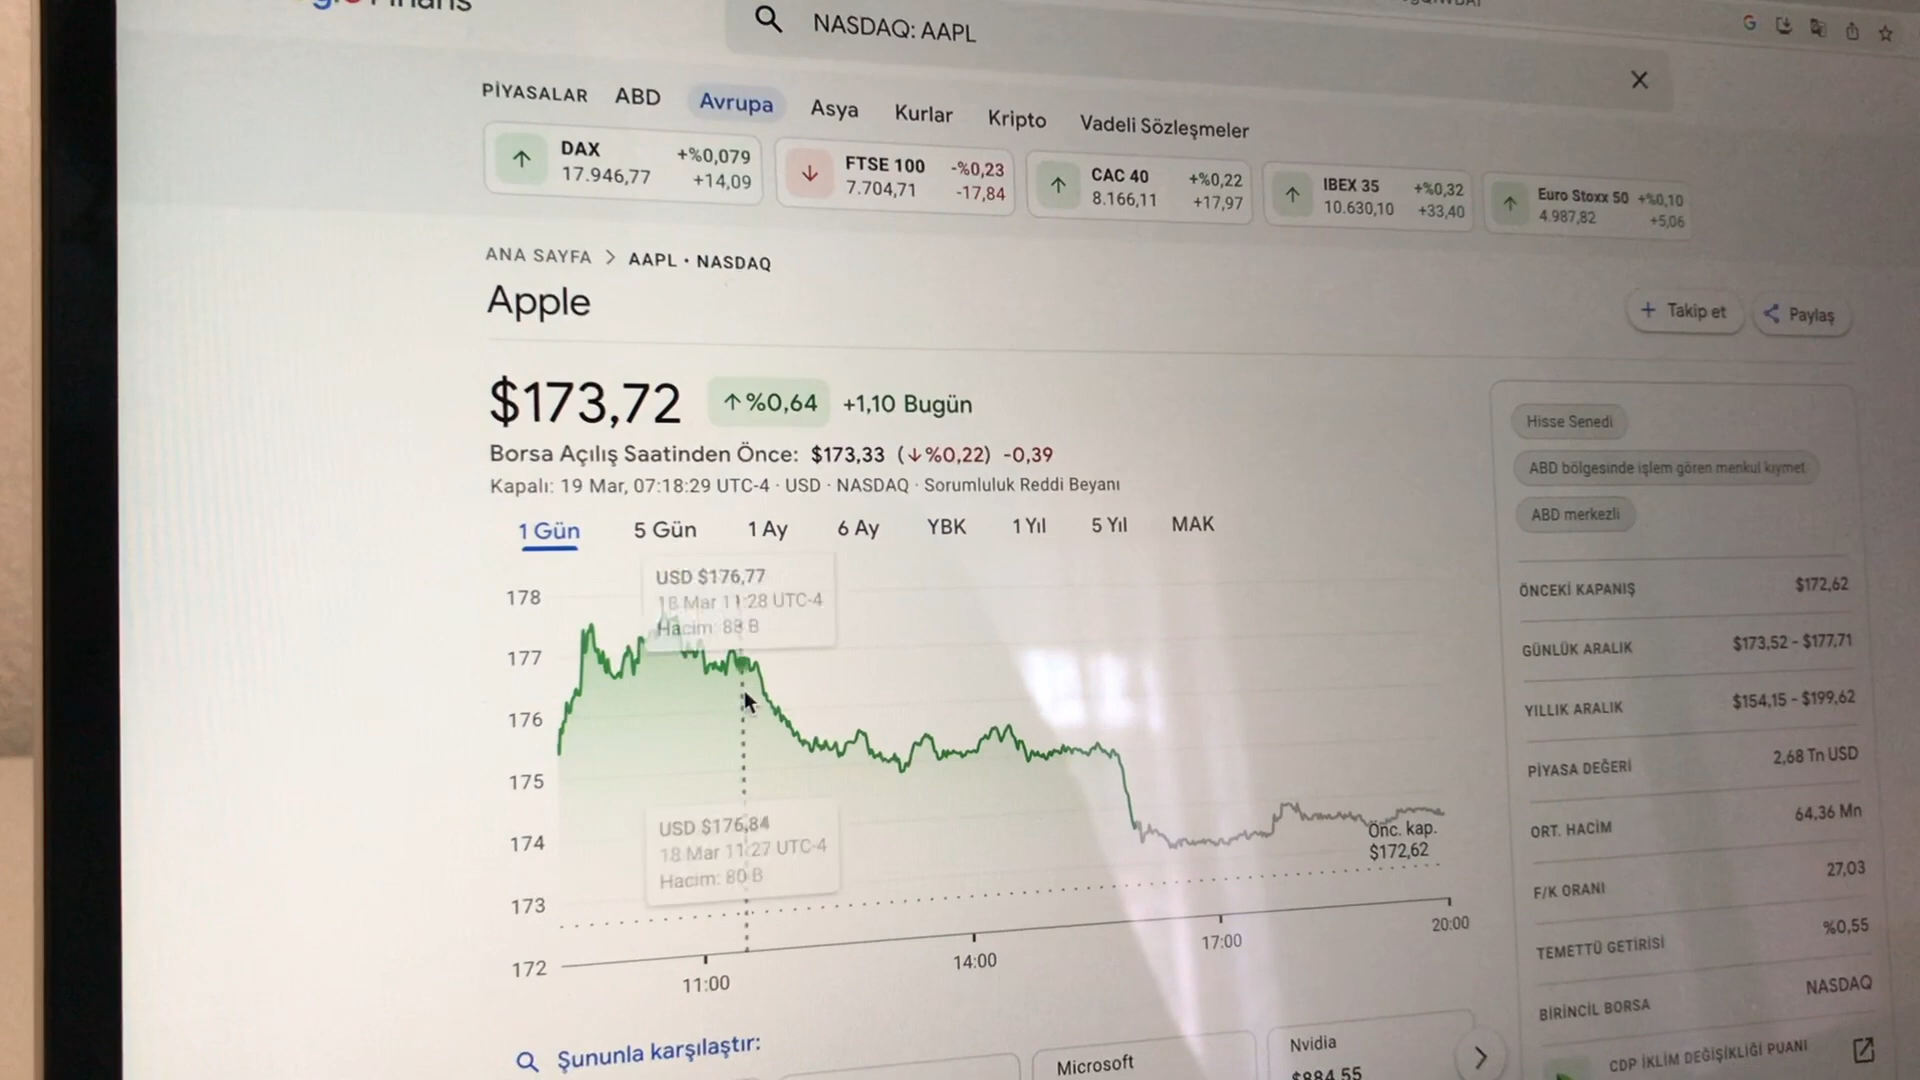 Finans
NASDAQ: AAPL
PİYASALAR ABD Avrupa Asya Kurlar Kripto Vadeli Sözleşmeler
DAX +%0,079
17.946,77 +14,09
FTSE 100 -%0,23
7.704,71 -17,84
CAC 40 +%0,22
8.166,11 +17,97
IBEX 35 +%0,32
10.630,10 +33,40
Euro Stoxx 50 +%0,10
4.987,82 +5,06
ANA SAYFA > AAPL • NASDAQ
Apple
+ Takip et Paylaş
$173,72 ↑%0,64 +1,10 Bugün
Borsa Açılış Saatinden Önce: $173,33 (↓%0,22) -0,39
Kapalı: 19 Mar, 07:18:29 UTC-4 · USD · NASDAQ · Sorumluluk Reddi Beyanı
1 Gün 5 Gün 1 Ay 6 Ay YBK 1 Yıl 5 Yıl MAK
USD $176,77
18 Mar 11:28 UTC-4
Hacim: 88 B
178
177
176
175
174
173
172
USD $176,84
18 Mar 11:27 UTC-4
Hacim: 80 B
Önc. kap.
$172,62
11:00 14:00 17:00 20:00
Hisse Senedi
ABD bölgesinde işlem gören menkul kıymet
ABD merkezli
ÖNCEKİ KAPANIŞ $172,62
GÜNLÜK ARALIK $173,52 - $177,71
YILLIK ARALIK $154,15 - $199,62
PİYASA DEĞERİ 2,68 Tn USD
ORT. HACİM 64,36 Mn
F/K ORANI 27,03
TEMETTÜ GETİRİSİ %0,55
BİRİNCİL BORSA NASDAQ
CDP İKLİM DEĞİŞİKLİĞİ PUANI
Şununla karşılaştır:
Microsoft
Nvidia
$884,55